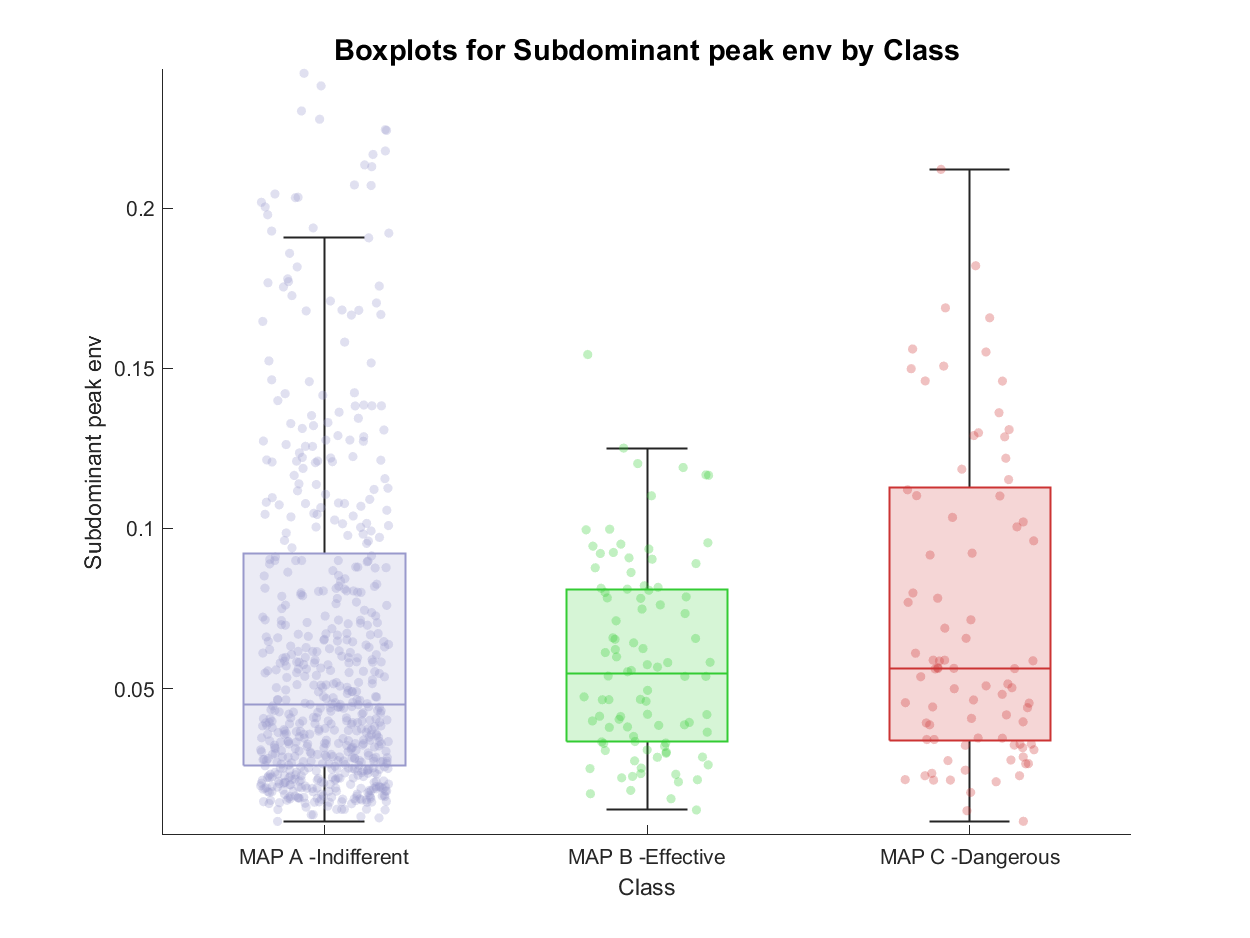 Boxplots for Subdominant peak env by Class
Subdominant peak env
0.2
0.15
0.1
0.05
MAP A -Indifferent
MAP B -Effective
MAP C -Dangerous
Class